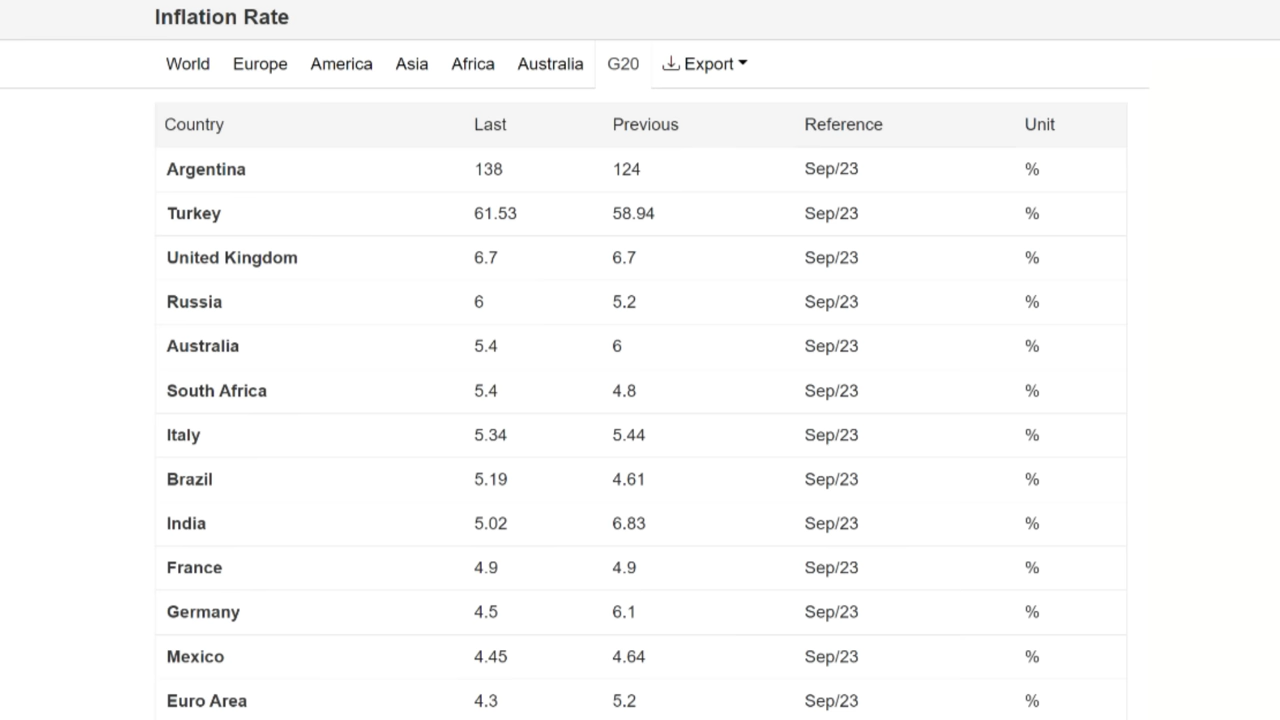 Inflation Rate
World Europe America Asia Africa Australia G20 Export
Country Last Previous Reference Unit
Argentina 138 124 Sep/23 %
Turkey 61.53 58.94 Sep/23 %
United Kingdom 6.7 6.7 Sep/23 %
Russia 6 5.2 Sep/23 %
Australia 5.4 6 Sep/23 %
South Africa 5.4 4.8 Sep/23 %
Italy 5.34 5.44 Sep/23 %
Brazil 5.19 4.61 Sep/23 %
India 5.02 6.83 Sep/23 %
France 4.9 4.9 Sep/23 %
Germany 4.5 6.1 Sep/23 %
Mexico 4.45 4.64 Sep/23 %
Euro Area 4.3 5.2 Sep/23 %